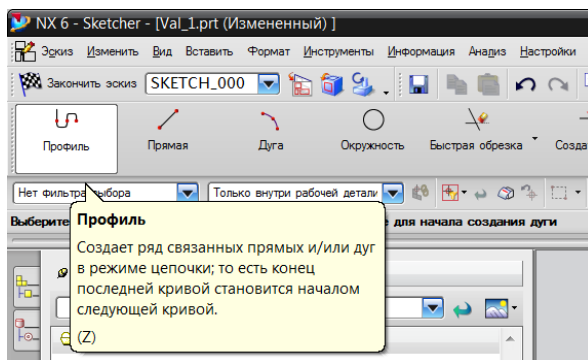 NX 6 - Sketcher - [Val_1.prt (Измененный) ]
Эскиз Изменить Вид Вставить Формат Инструменты Информация Анализ Настройки
Закончить эскиз SKETCH_000
Профиль Прямая Дуга Окружность Быстрая обрезка Созда
Нет фильтра выбора Только внутри рабочей детали
Выберите для начала создания дуги
Профиль
Создает ряд связанных прямых и/или дуг
в режиме цепочки; то есть конец
последней кривой становится началом
следующей кривой.
(Z)